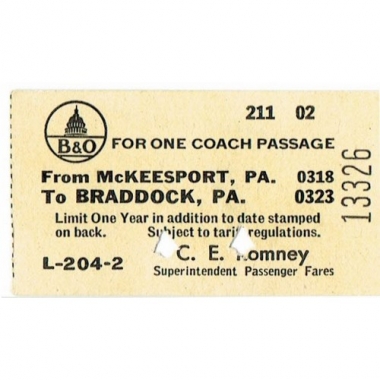 211 02
B&O
FOR ONE COACH PASSAGE
From McKEESPORT, PA. 0318
To BRADDOCK, PA. 0323
Limit One Year in addition to date stamped
on back. Subject to tariff regulations.
L-204-2
C. E. Romney
Superintendent Passenger Fares
13326